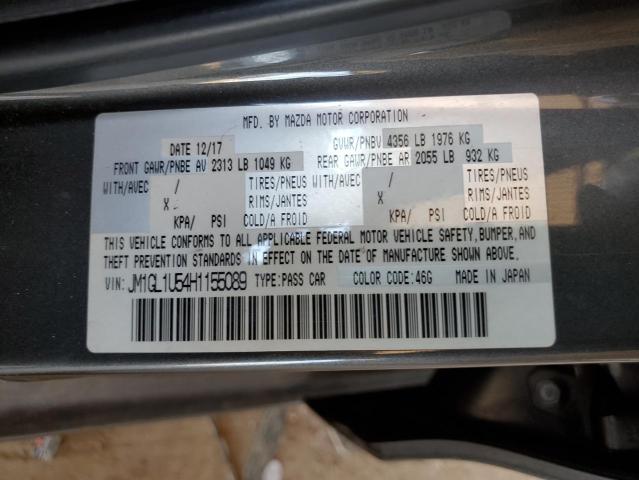 MFD. BY MAZDA MOTOR CORPORATION
DATE 12/17 GVWR/PNBV 4356 LB 1976 KG
FRONT GAWR/PNBE AV 2313 LB 1049 KG REAR GAWR/PNBE AR 2055 LB 932 KG
WITH/AVEC / TIRES/PNEUS WITH/AVEC / TIRES/PNEUS
X - RIMS/JANTES X RIMS/JANTES
KPA/ PSI COLD/A FROID KPA/ PSI COLD/A FROID
THIS VEHICLE CONFORMS TO ALL APPLICABLE FEDERAL MOTOR VEHICLE SAFETY, BUMPER, AND
THEFT PREVENTION STANDARDS IN EFFECT ON THE DATE OF MANUFACTURE SHOWN ABOVE.
VIN: JM1GL1U54H1155089 TYPE:PASS CAR COLOR CODE:46G MADE IN JAPAN